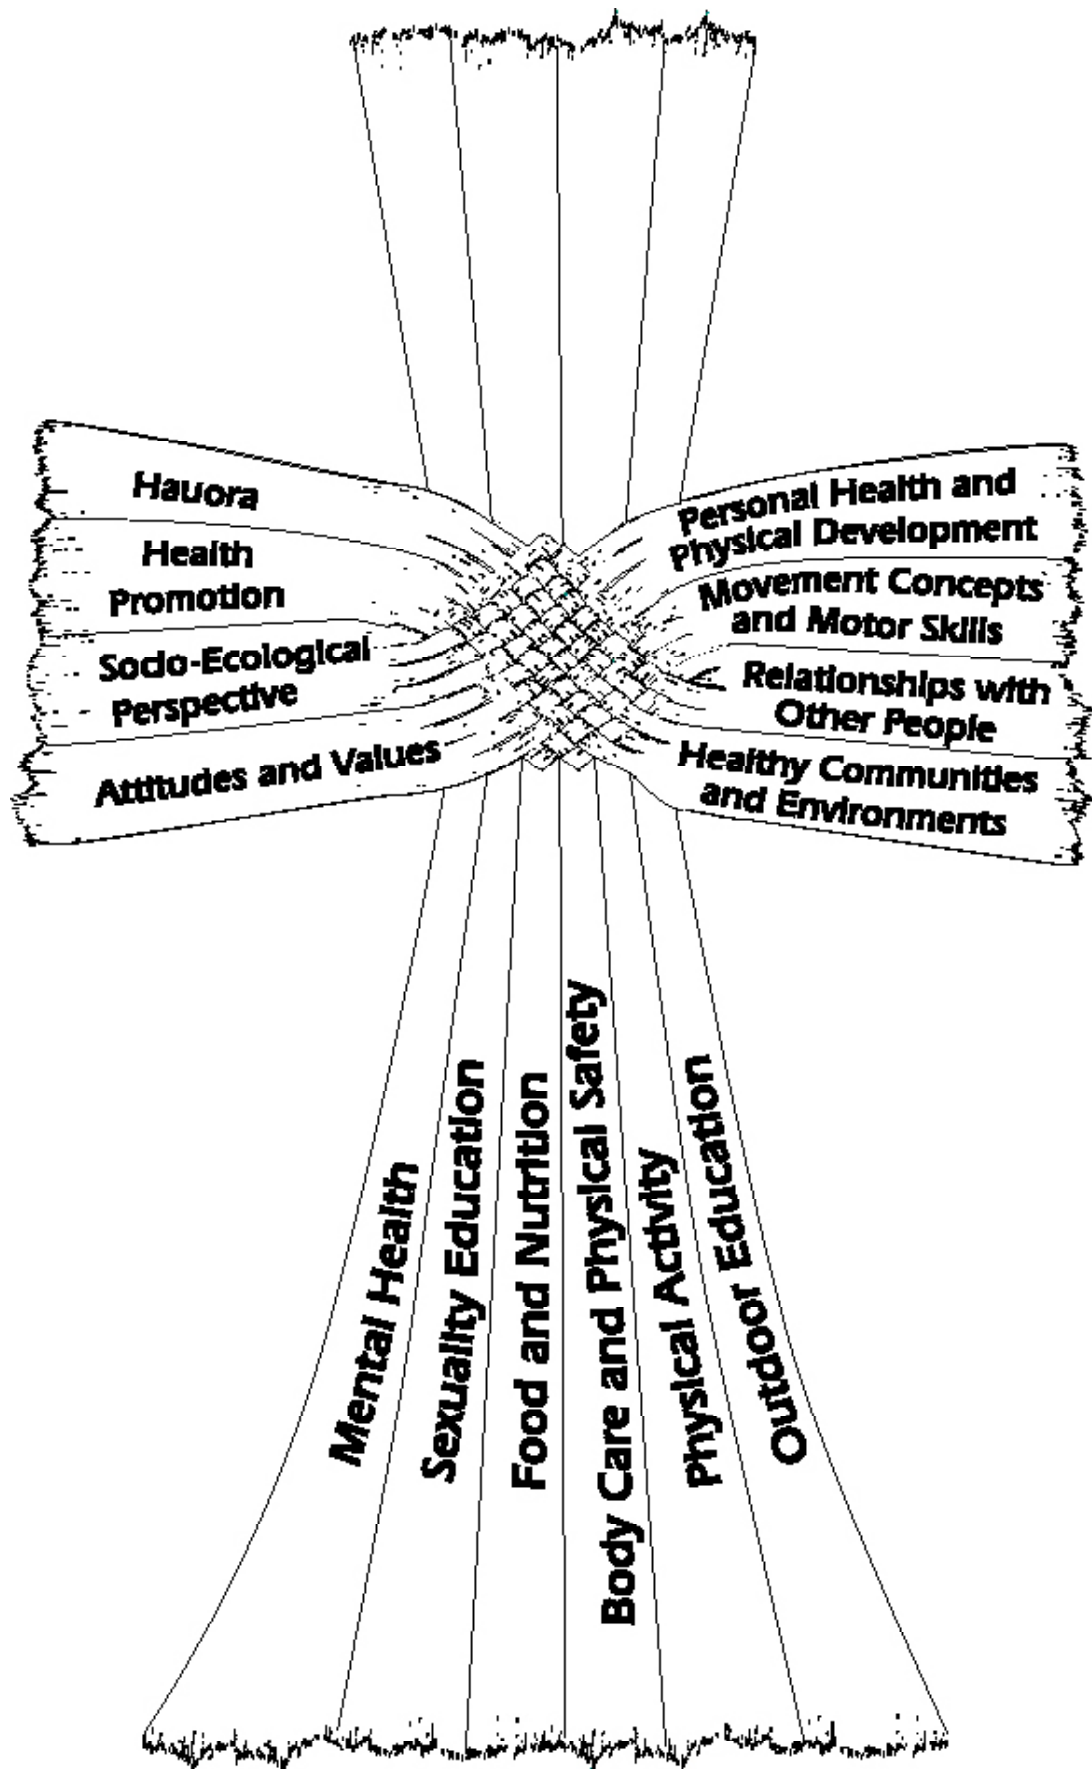 Hauora
Health
Promotion
Socio-Ecological
Perspective
Attitudes and Values
Personal Health and
Physical Development
Movement Concepts
and Motor Skills
Relationships with
Other People
Healthy Communities
and Environments
Mental Health
Sexuality Education
Food and Nutrition
Body Care and Physical Safety
Physical Activity
Outdoor Education